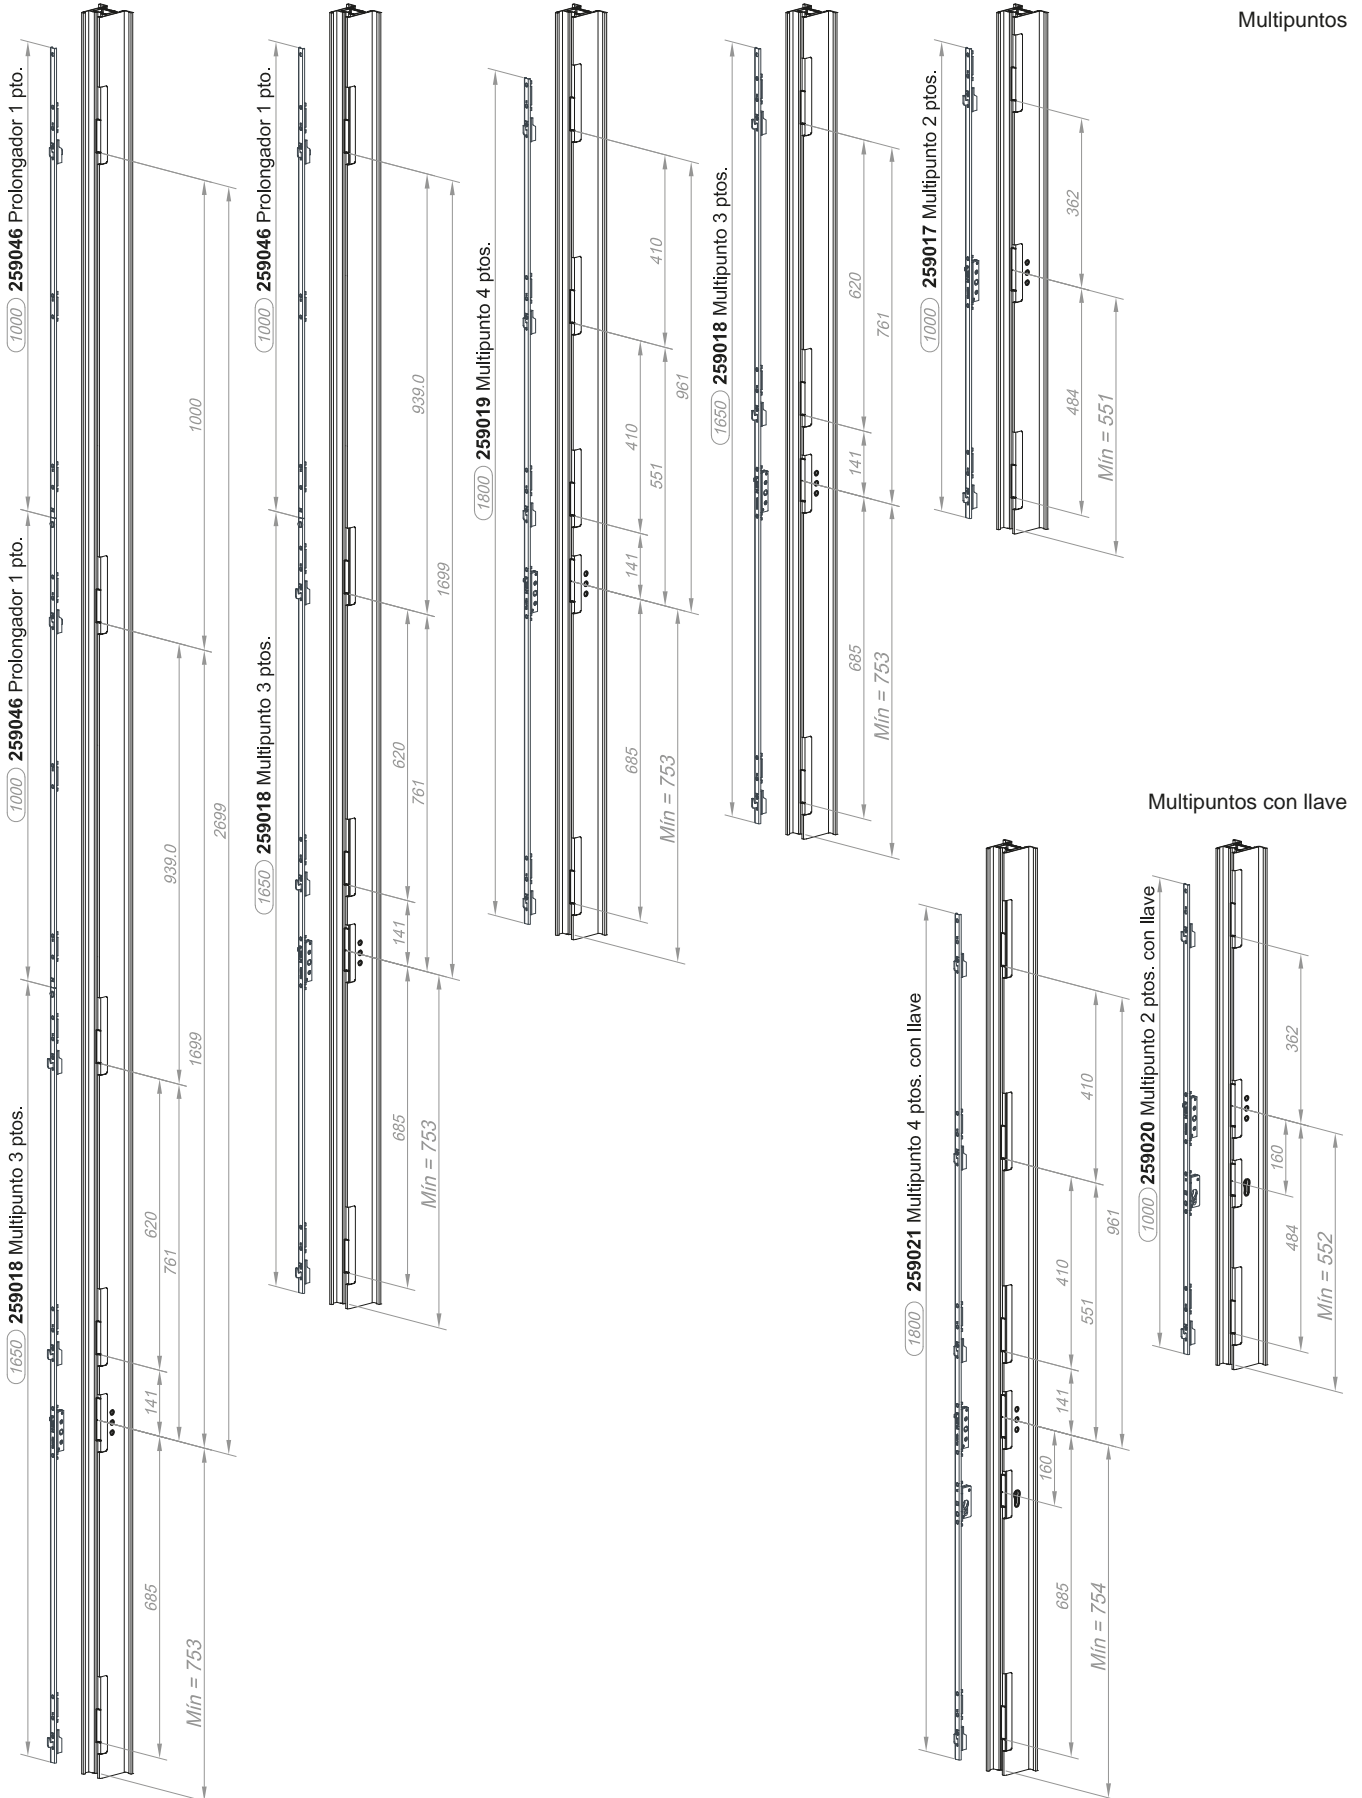 Multipuntos
1000 259046 Prolongador 1 pto.
1000 259046 Prolongador 1 pto.
1650 259018 Multipunto 3 ptos.
1000
939.0
2699
1699
620
761
141
685
Mín = 753
1000 259046 Prolongador 1 pto.
1650 259018 Multipunto 3 ptos.
939.0
1699
620
761
141
685
Mín = 753
1800 259019 Multipunto 4 ptos.
410
961
410
551
141
685
Mín = 753
1650 259018 Multipunto 3 ptos.
620
761
141
685
Mín = 753
1000 259017 Multipunto 2 ptos.
362
484
Mín = 551
Multipuntos con llave
1800 259021 Multipunto 4 ptos. con llave
410
961
410
551
141
160
685
Mín = 754
1000 259020 Multipunto 2 ptos. con llave
362
160
484
Mín = 552